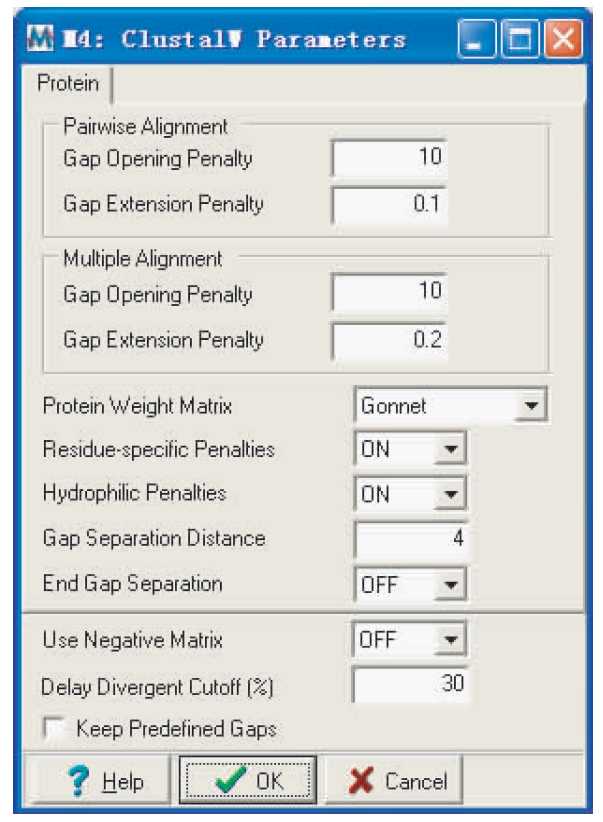 M4: ClustalW Parameters
Protein
Pairwise Alignment
Gap Opening Penalty 10
Gap Extension Penalty 0.1
Multiple Alignment
Gap Opening Penalty 10
Gap Extension Penalty 0.2
Protein Weight Matrix Gonnet
Residue-specific Penalties ON
Hydrophilic Penalties ON
Gap Separation Distance 4
End Gap Separation OFF
Use Negative Matrix OFF
Delay Divergent Cutoff (%) 30
Keep Predefined Gaps
? Help OK Cancel